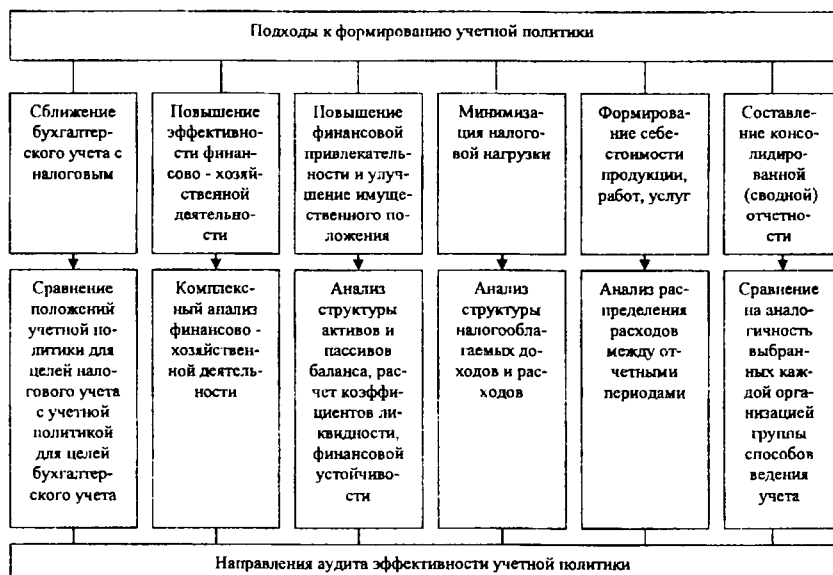 Подходы к формированию учетной политики
Сближение
бухгалтер-
ского учета с
налоговым
Повышение
эффективно-
сти финан-
сово - хозяй-
ственной
деятельно-
сти
Повышение
финансовой
привлекатель-
ности и улуч-
шение имуще-
ственного по-
ложения
Минимиза-
ция налого-
вой нагрузки
Формирова-
ние себе-
стоимости
продукции,
работ, услуг
Составле-
ние консо-
лидиро-
ванной
(сводной)
отчетно-
сти
Сравнение
положений
учетной по-
литики для
целей нало-
гового учета
с учетной
политикой
для целей
бухгалтер-
ского учета
Комплекс-
ный анализ
финансово -
хозяйствен-
ной деятель-
ности
Анализ
структуры
активов и
пассивов
баланса, рас-
чет коэффи-
циентов ли-
квидности,
финансовой
устойчиво-
сти
Анализ
структуры
налогообла-
гаемых до-
ходов и рас-
ходов
Анализ рас-
пределения
расходов
между от-
четными
периодами
Сравнение
на анало-
гичность
выбран-
ных каж-
дой орга-
низацией
группы
способов
ведения
учета
Направления аудита эффективности учетной политики